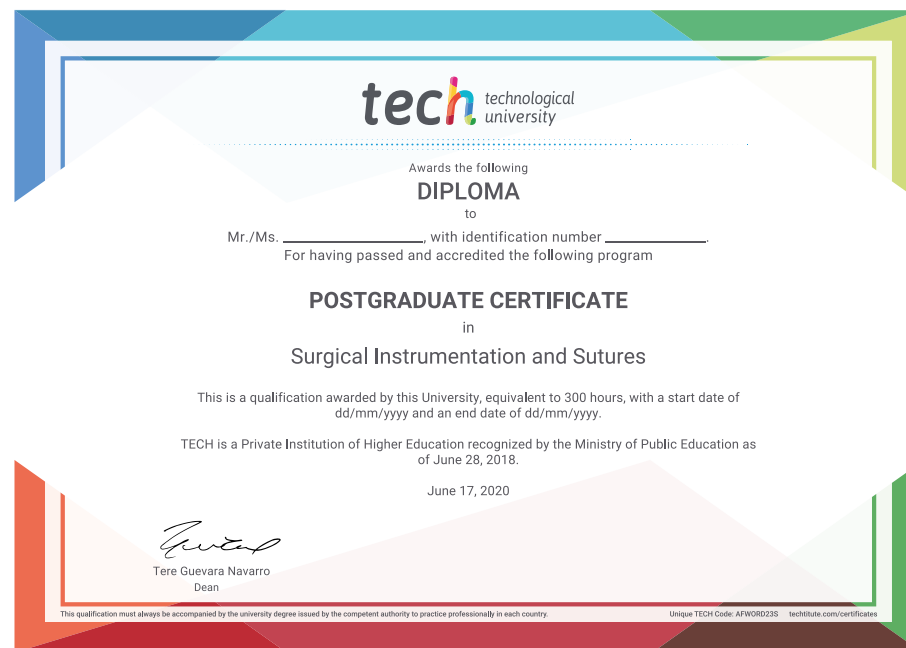 tech technological
university
Awards the following
DIPLOMA
to
Mr./Ms. ____________________, with identification number ______________.
For having passed and accredited the following program
POSTGRADUATE CERTIFICATE
in
Surgical Instrumentation and Sutures
This is a qualification awarded by this University, equivalent to 300 hours, with a start date of
dd/mm/yyyy and an end date of dd/mm/yyyy.
TECH is a Private Institution of Higher Education recognized by the Ministry of Public Education as
of June 28, 2018.
June 17, 2020
Tere Guevara Navarro
Dean
This qualification must always be accompanied by the university degree issued by the competent authority to practice professionally in each country. Unique TECH Code: AFWORD23S techtitute.com/certificates